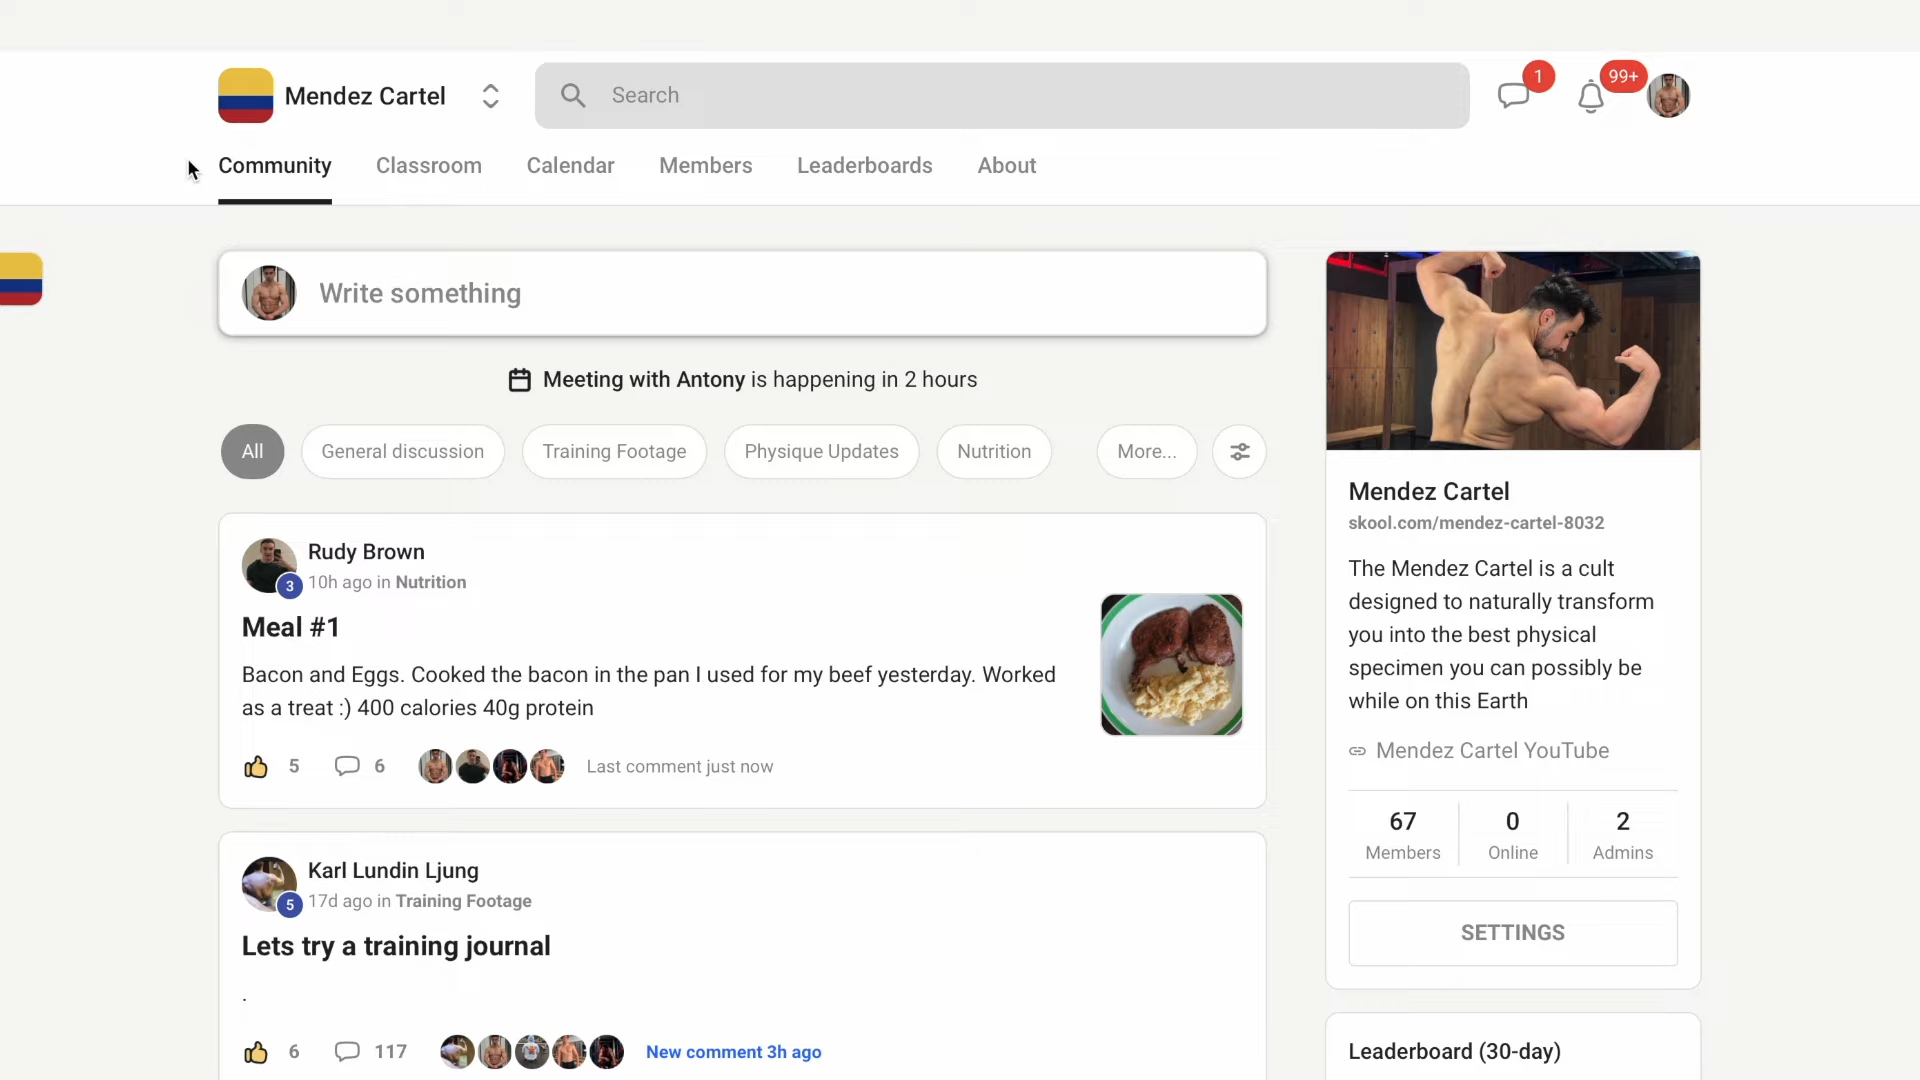 Mendez Cartel
Search
1
99+
Community
Classroom
Calendar
Members
Leaderboards
About
Write something
Meeting with Antony is happening in 2 hours
All
General discussion
Training Footage
Physique Updates
Nutrition
More...
Rudy Brown
3
10h ago in Nutrition
Meal #1
Bacon and Eggs. Cooked the bacon in the pan I used for my beef yesterday. Worked
as a treat :) 400 calories 40g protein
5
6
Last comment just now
Karl Lundin Ljung
5
17d ago in Training Footage
Lets try a training journal
.
6
117
New comment 3h ago
Mendez Cartel
skool.com/mendez-cartel-8032
The Mendez Cartel is a cult
designed to naturally transform
you into the best physical
specimen you can possibly be
while on this Earth
Mendez Cartel YouTube
67
Members
0
Online
2
Admins
SETTINGS
Leaderboard (30-day)